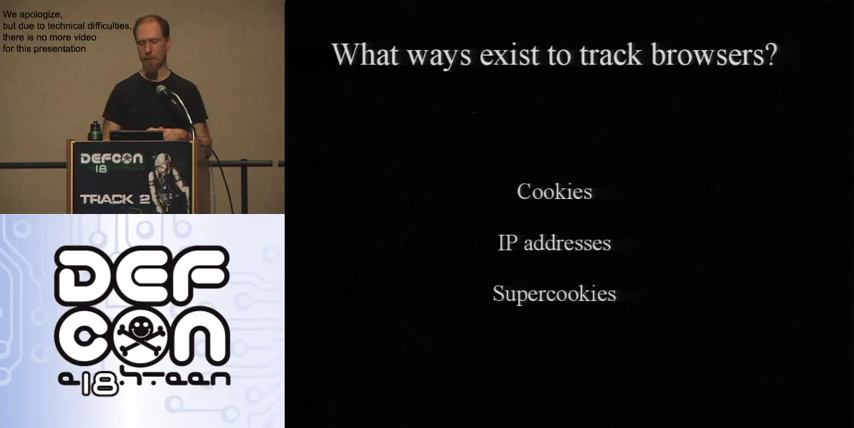 We apologize,
but due to technical difficulties,
there is no more video
for this presentation
DEFCON
18
TRACK 2
DEF
CON
e18hteen
What ways exist to track browsers?
Cookies
IP addresses
Supercookies